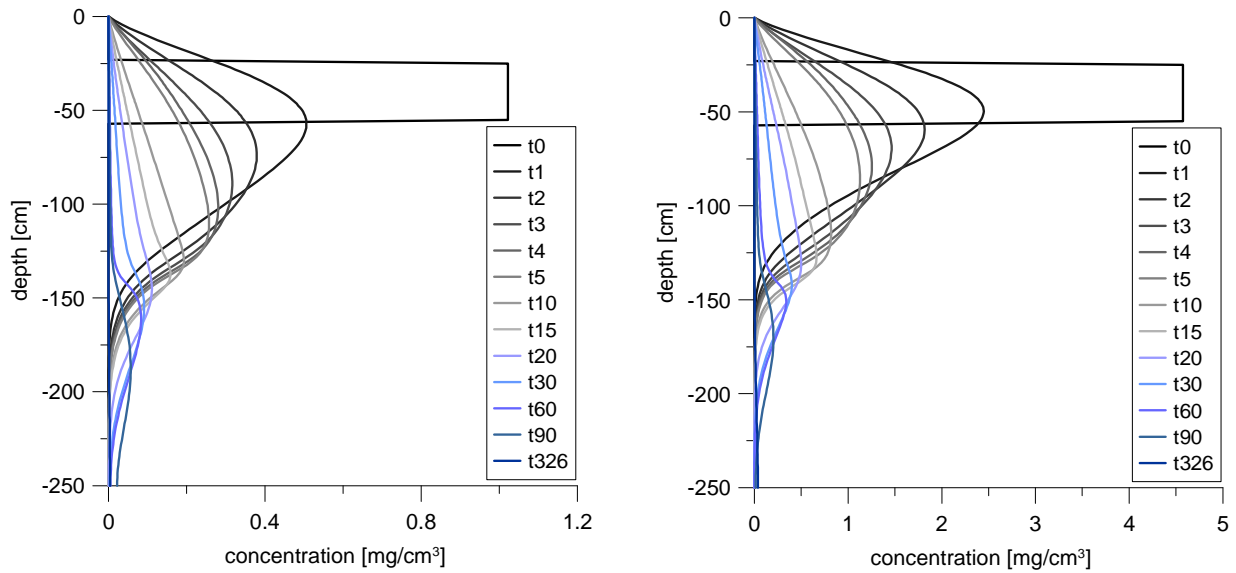 0
-50
-100
-150
-200
-250
depth [cm]
0
0.4
0.8
1.2
concentration [mg/cm³]
t0
t1
t2
t3
t4
t5
t10
t15
t20
t30
t60
t90
t326
0
-50
-100
-150
-200
-250
depth [cm]
0
1
2
3
4
5
concentration [mg/cm³]
t0
t1
t2
t3
t4
t5
t10
t15
t20
t30
t60
t90
t326